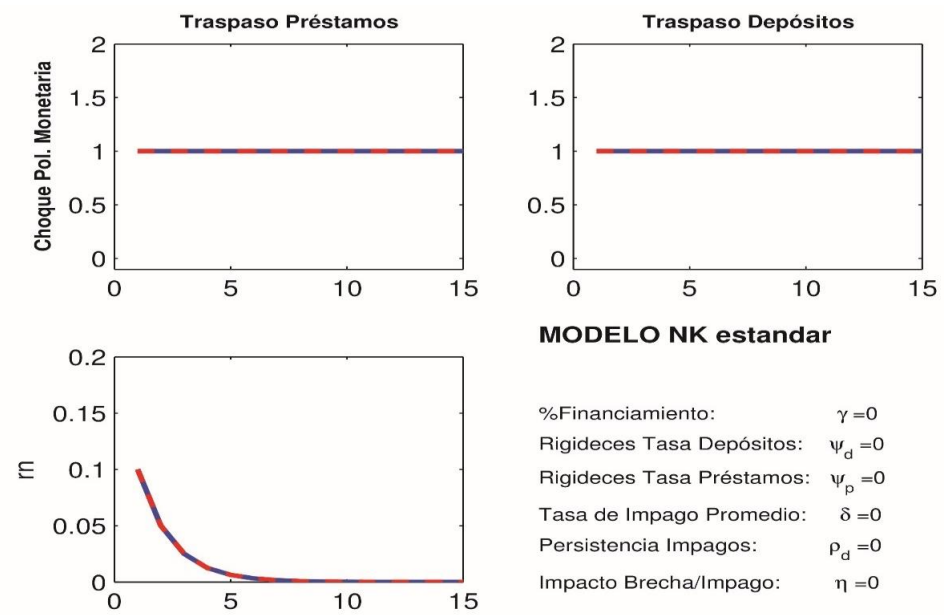 Traspaso Préstamos
Traspaso Depósitos
Choque Pol. Monetaria
2
1.5
1
0.5
0
0 5 10 15
2
1.5
1
0.5
0
0 5 10 15
rn
0.2
0.15
0.1
0.05
0
0 5 10 15
MODELO NK estandar
%Financiamiento: γ =0
Rigideces Tasa Depósitos: ψd =0
Rigideces Tasa Préstamos: ψp =0
Tasa de Impago Promedio: δ =0
Persistencia Impagos: ρd =0
Impacto Brecha/Impago: η =0